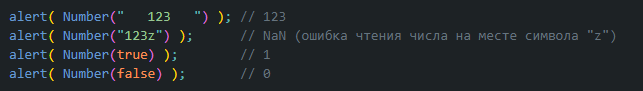 alert( Number("   123   ") ); // 123
alert( Number("123z") );      // NaN (ошибка чтения числа на месте символа "z")
alert( Number(true) );        // 1
alert( Number(false) );       // 0